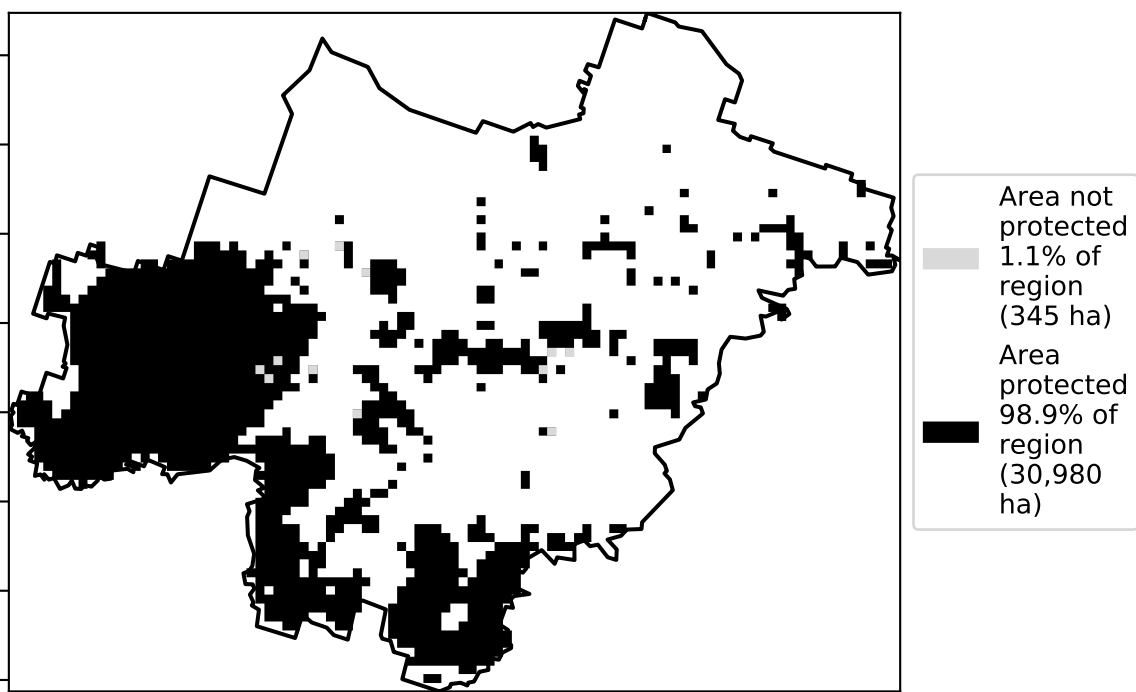 Area not
protected
1.1% of
region
(345 ha)
Area
protected
98.9% of
region
(30,980
ha)